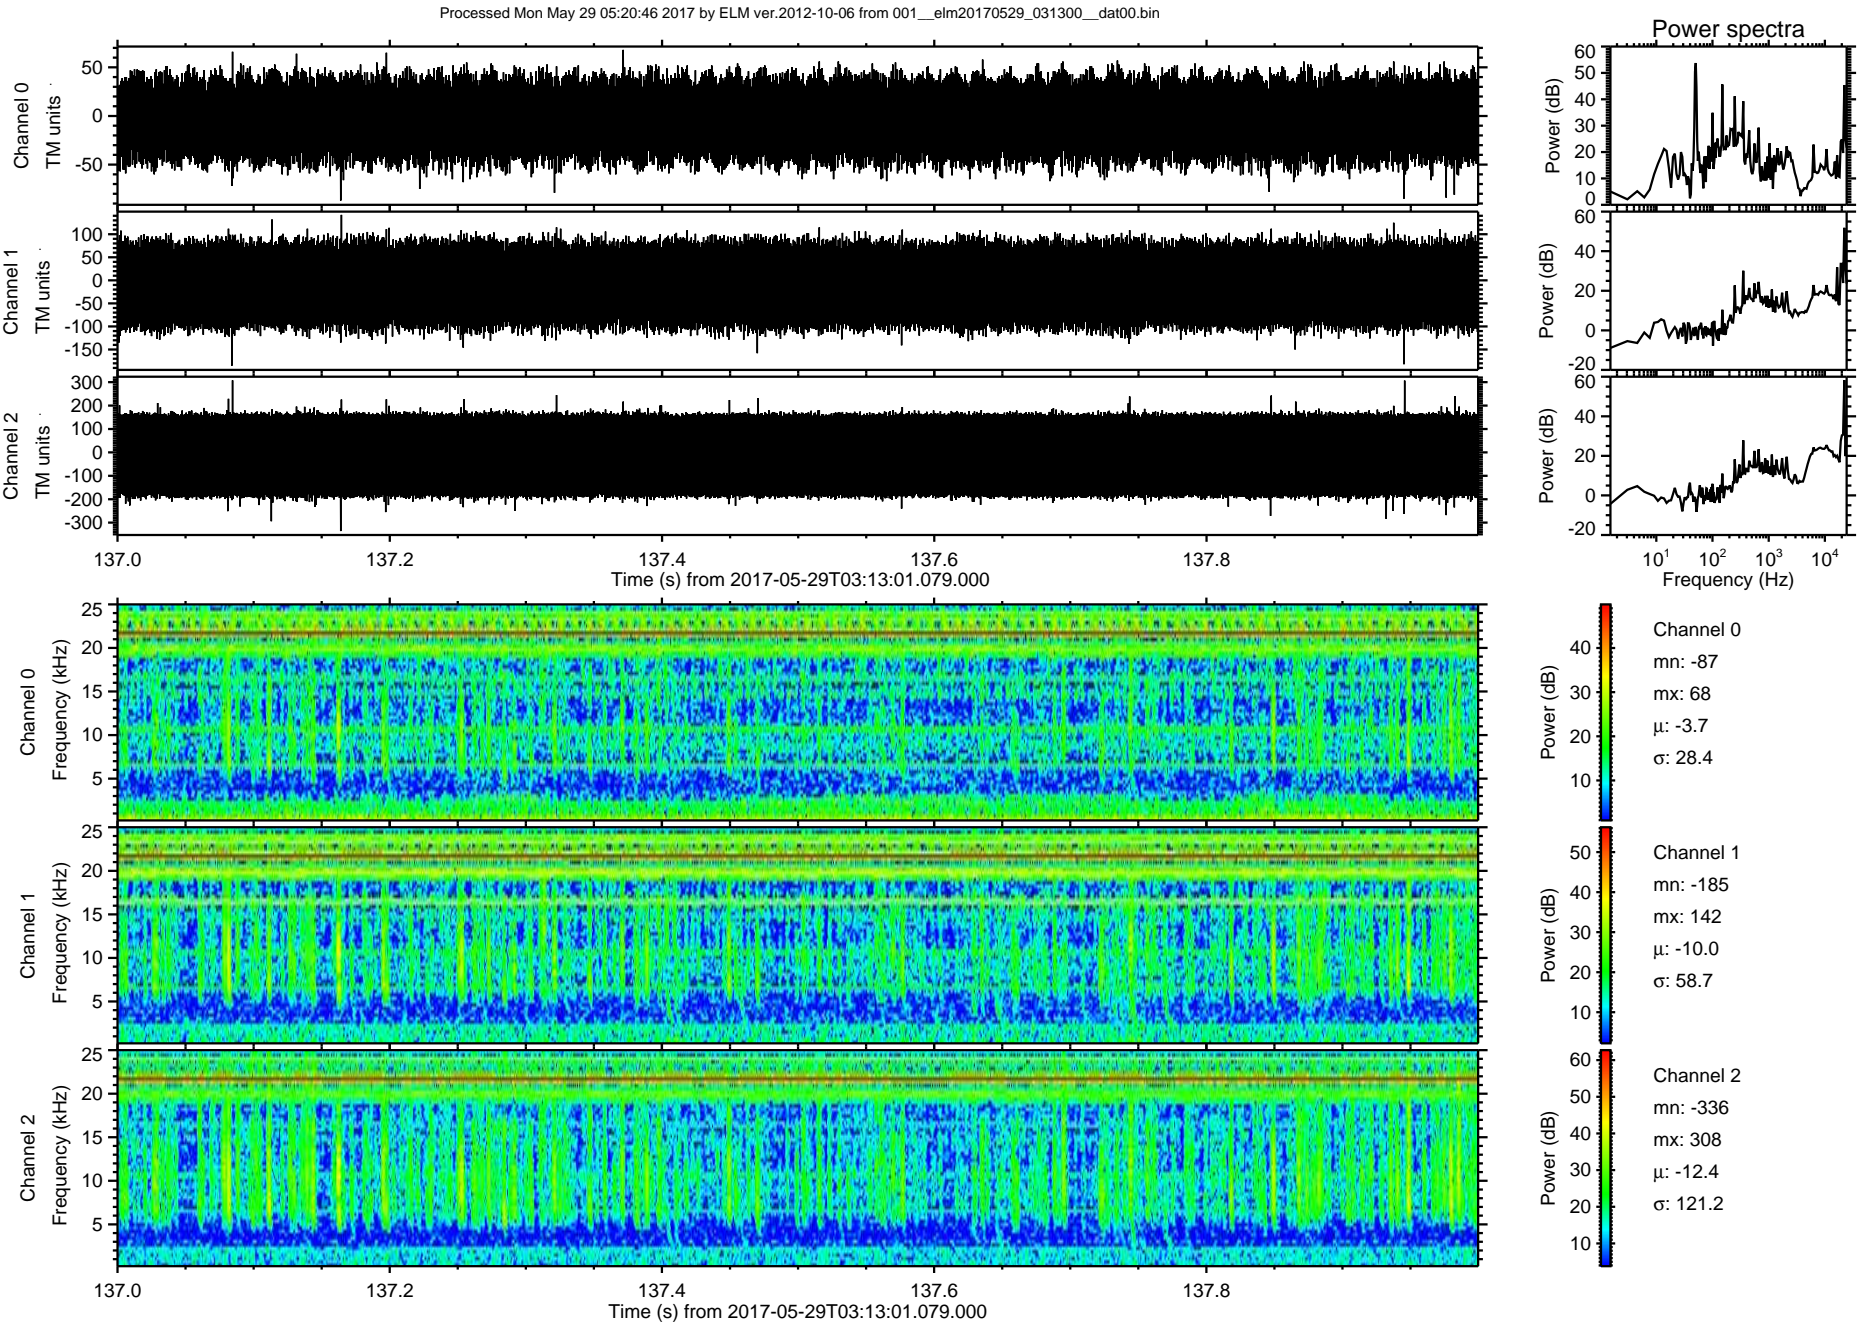 Processed Mon May 29 05:20:46 2017 by ELM ver.2012-10-06 from 001__elm20170529_031300__dat00.bin
Power spectra
Channel 0
TM units
50
0
-50
Power (dB)
60
50
40
30
20
10
0
Channel 1
TM units
100
50
0
-50
-100
-150
Power (dB)
60
40
20
0
-20
Channel 2
TM units
300
200
100
0
-100
-200
-300
Power (dB)
60
40
20
0
-20
137.0 137.2 137.4 137.6 137.8
Time (s) from 2017-05-29T03:13:01.079.000
10¹ 10² 10³ 10⁴
Frequency (Hz)
Channel 0
Frequency (kHz)
25
20
15
10
5
Power (dB)
40
30
20
10
Channel 0
mn: -87
mx: 68
μ: -3.7
σ: 28.4
Channel 1
Frequency (kHz)
25
20
15
10
5
Power (dB)
50
40
30
20
10
Channel 1
mn: -185
mx: 142
μ: -10.0
σ: 58.7
Channel 2
Frequency (kHz)
25
20
15
10
5
Power (dB)
60
50
40
30
20
10
Channel 2
mn: -336
mx: 308
μ: -12.4
σ: 121.2
137.0 137.2 137.4 137.6 137.8
Time (s) from 2017-05-29T03:13:01.079.000